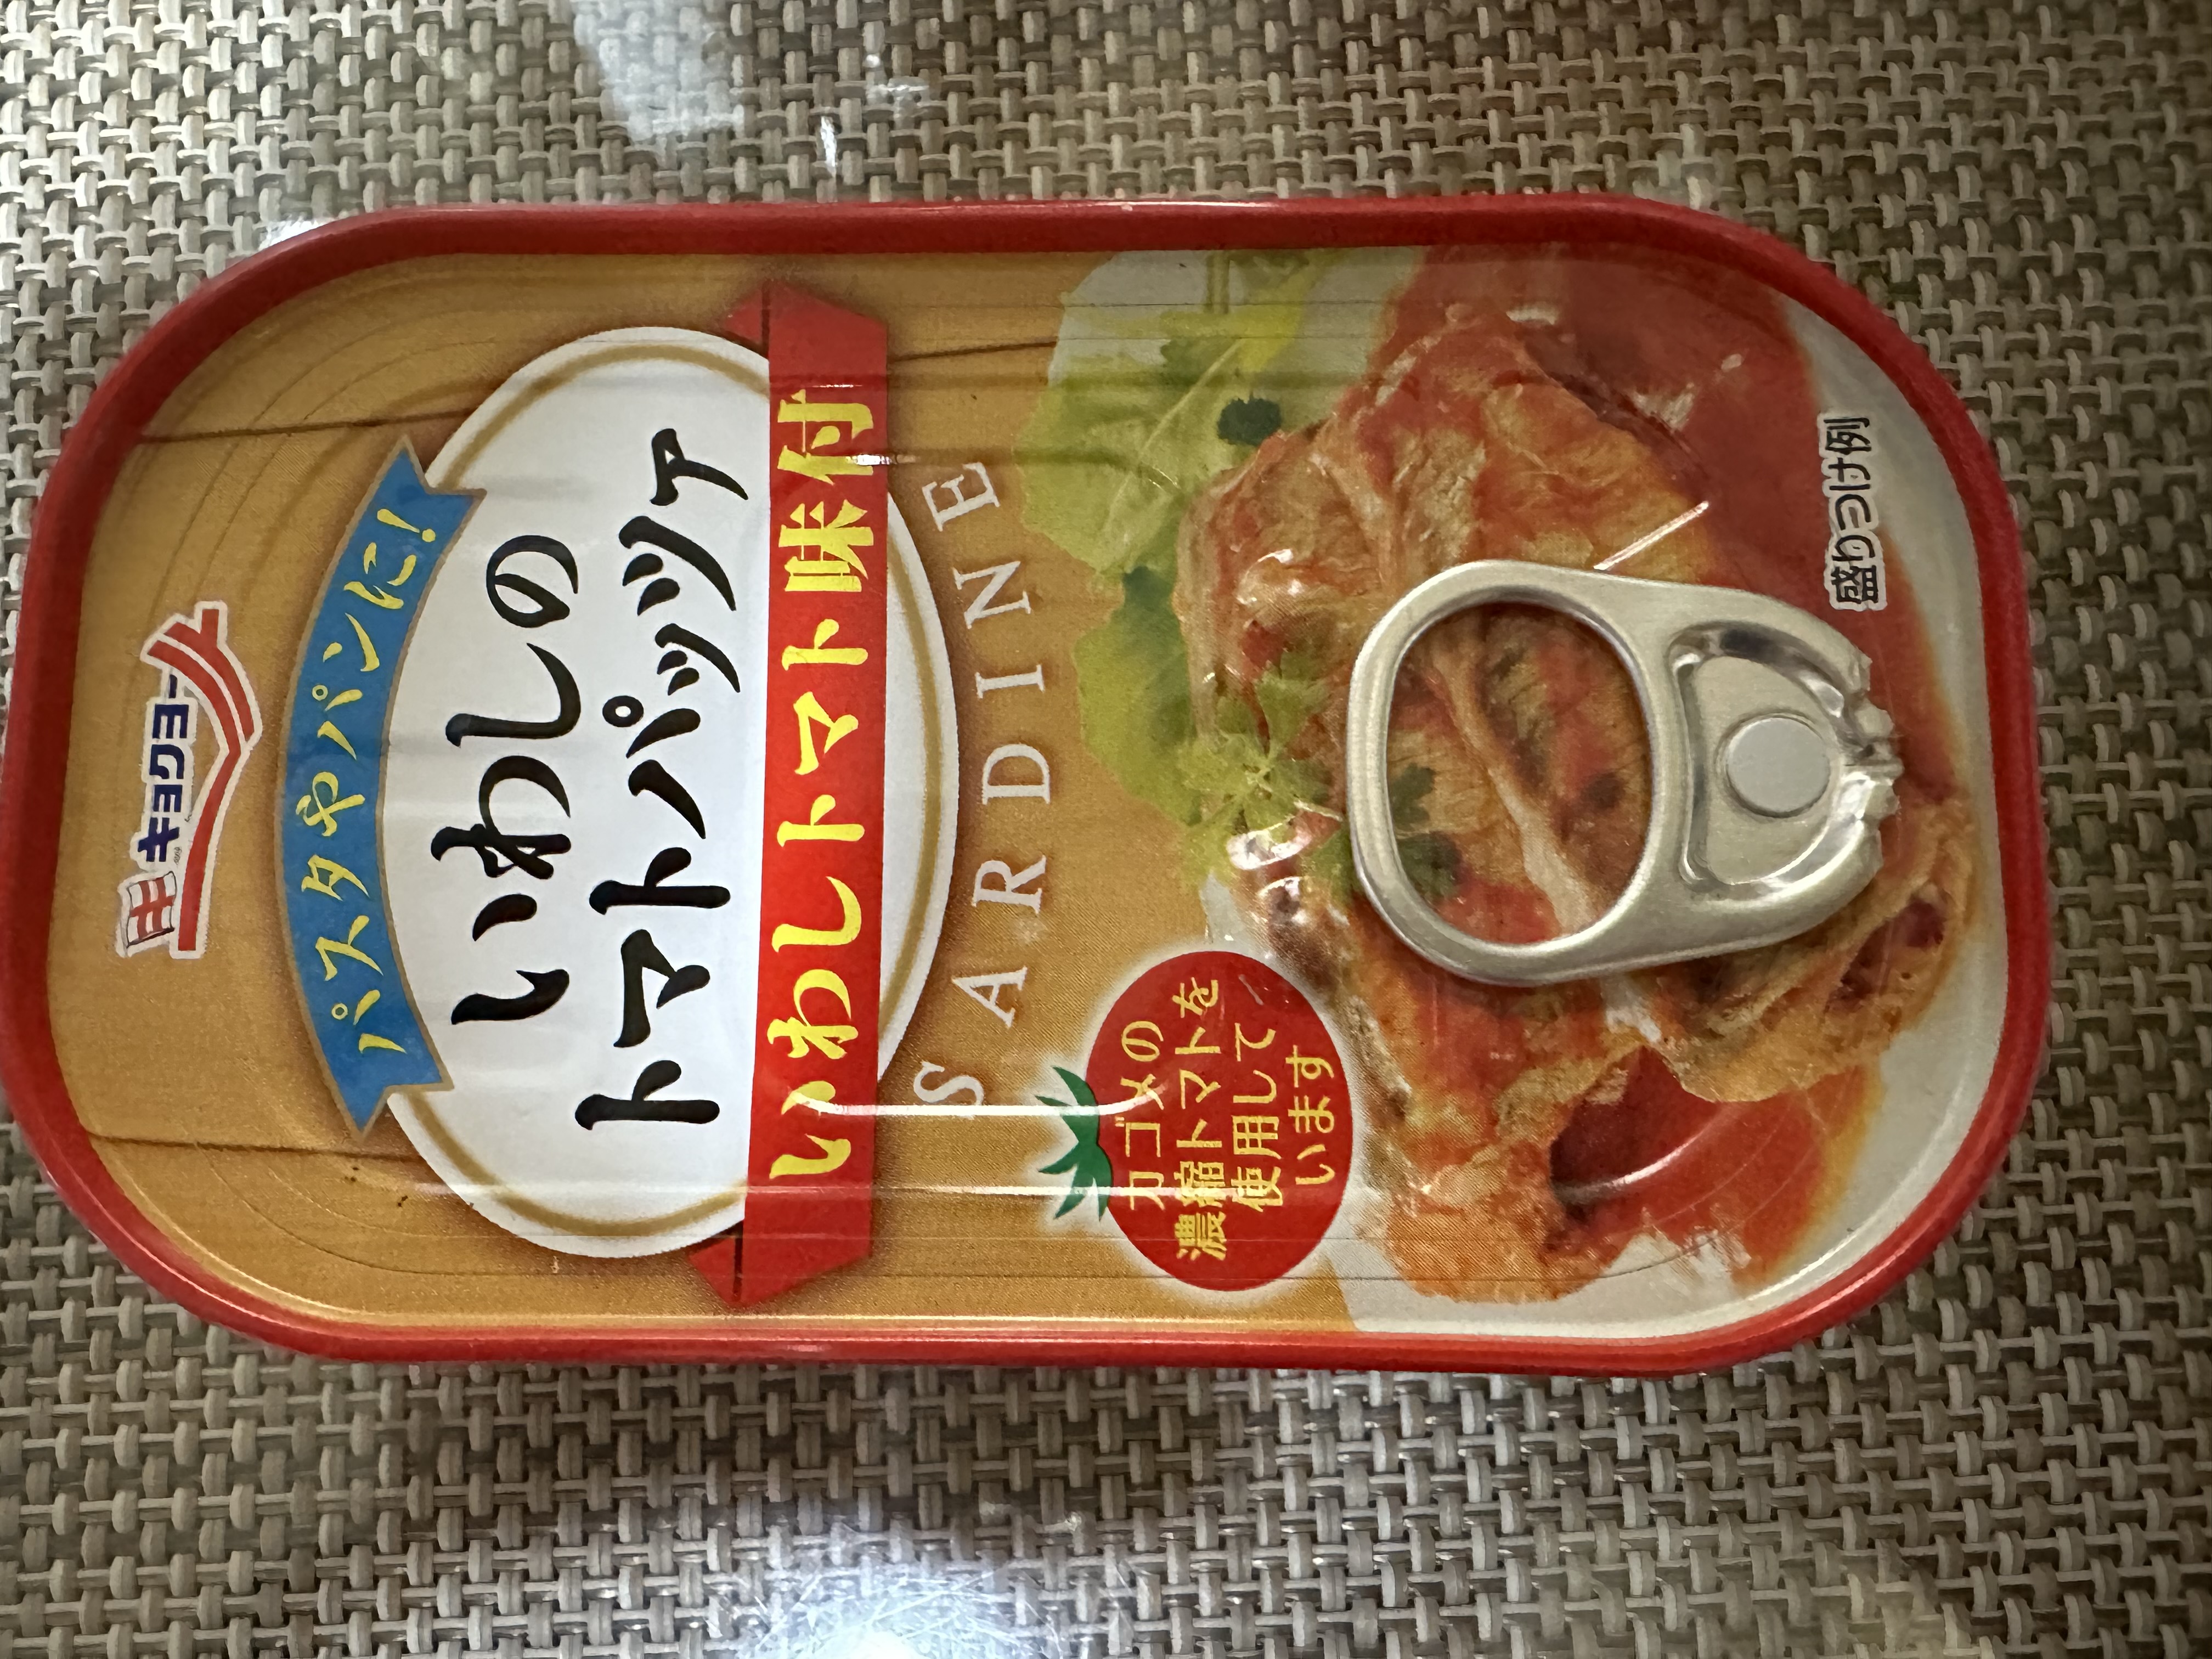 キョクヨー
パスタやパンに!
いわしの
トマトパッツァ
いわしトマト味付
SARDINE
カゴメの
濃縮トマトを
使用して
います
盛りつけ例